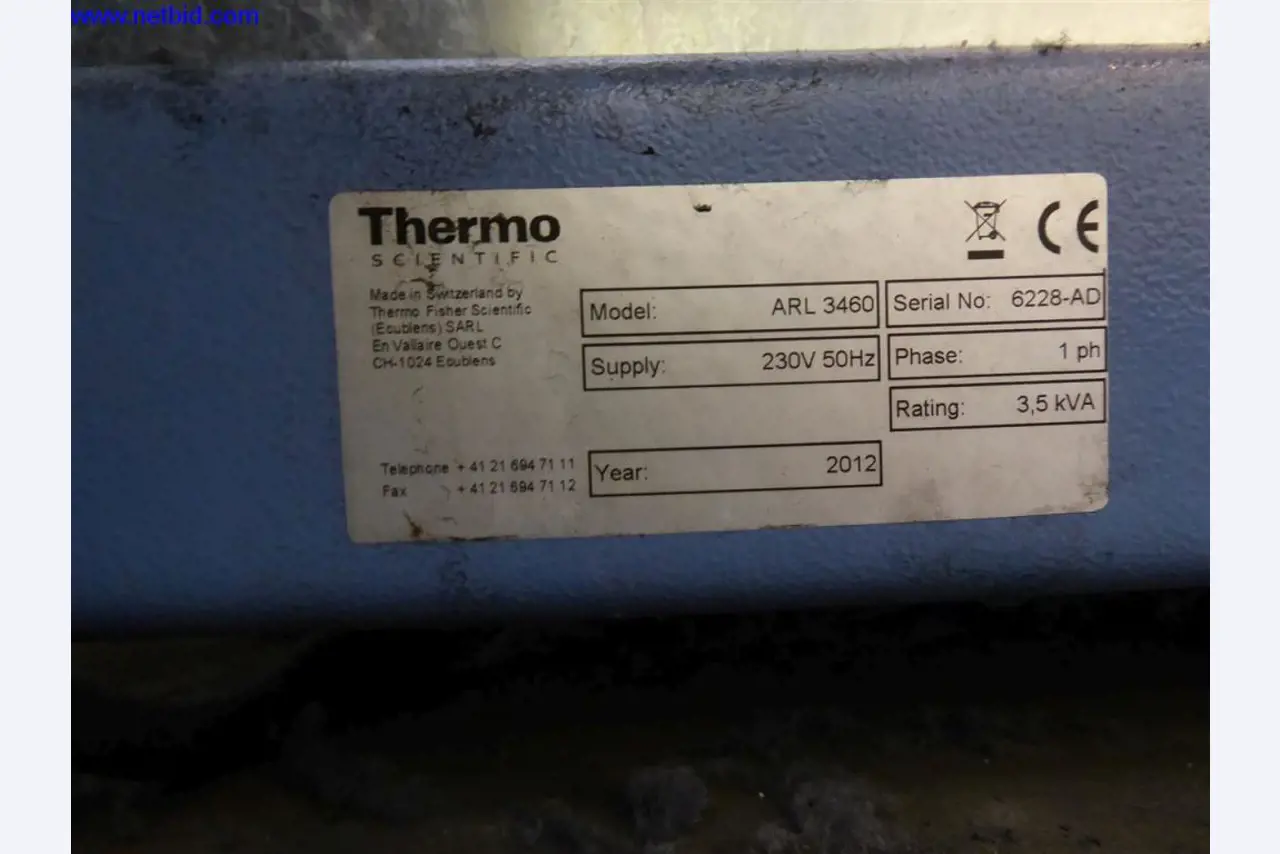 www.netbid.com
Thermo
SCIENTIFIC
CE
Made in Switzerland by
Thermo Fisher Scientific
(Ecublens) SARL
En Vallaire Ouest C
CH-1024 Ecublens
Model: ARL 3460
Serial No: 6228-AD
Supply: 230V 50Hz
Phase: 1 ph
Rating: 3,5 kVA
Telephone + 41 21 694 71 11
Fax + 41 21 694 71 12
Year: 2012